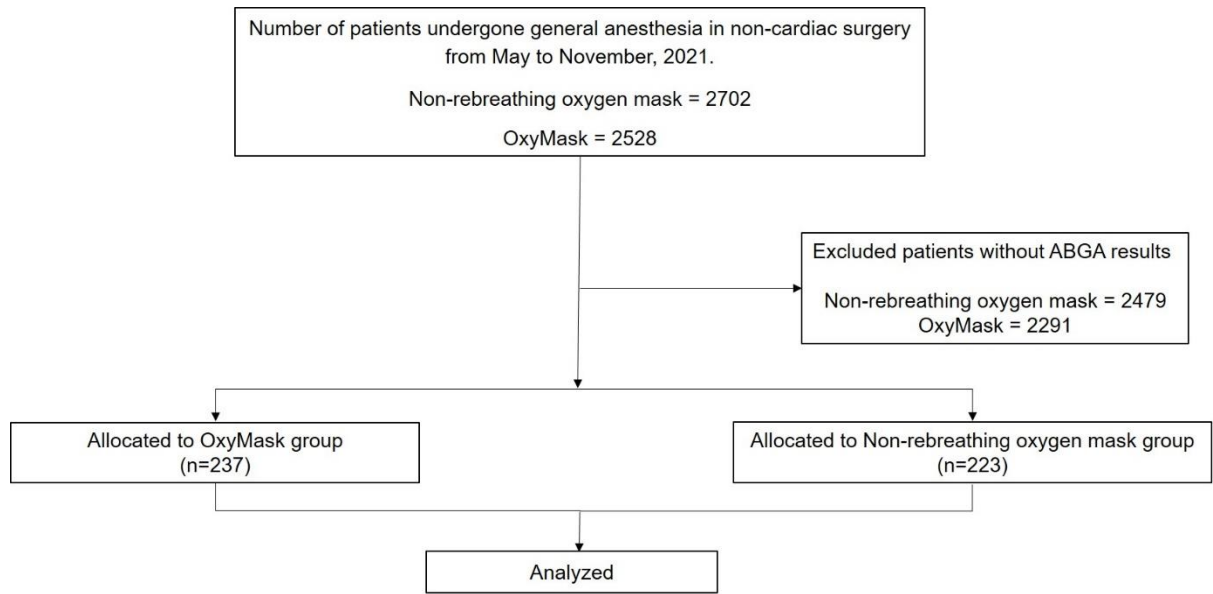 Number of patients undergone general anesthesia in non-cardiac surgery
from May to November, 2021.
Non-rebreathing oxygen mask = 2702
OxyMask = 2528
Excluded patients without ABGA results
Non-rebreathing oxygen mask = 2479
OxyMask = 2291
Allocated to OxyMask group
(n=237)
Allocated to Non-rebreathing oxygen mask group
(n=223)
Analyzed